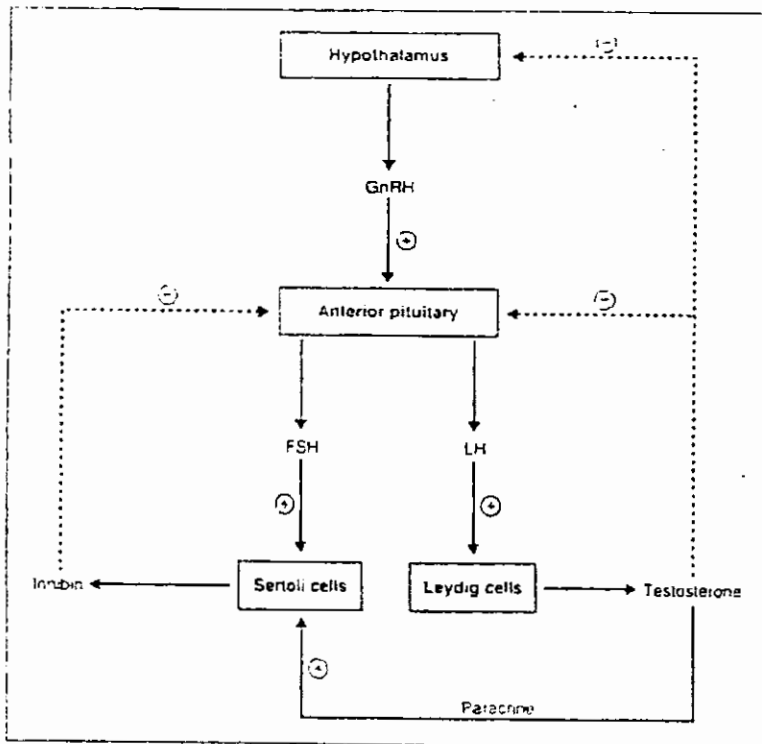 Hypothalamus
(−)
GnRH
+
−
Anterior pituitary
−
FSH
LH
+
+
Inhibin
Sertoli cells
Leydig cells
Testosterone
+
Paracrine